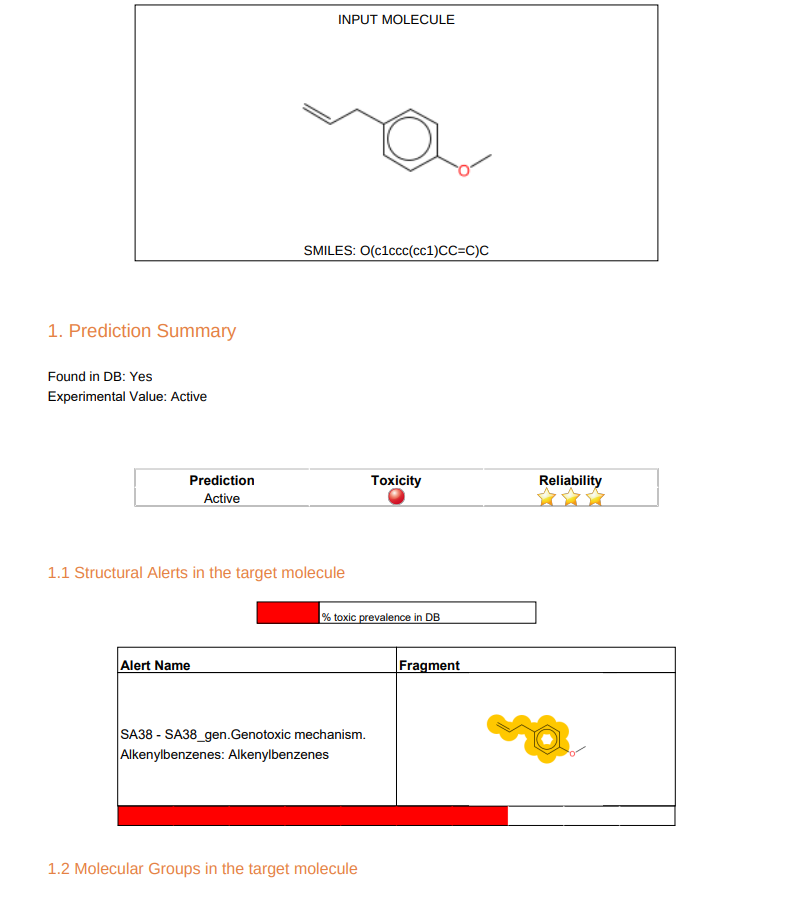 INPUT MOLECULE
O
SMILES: O(c1ccc(cc1)CC=C)C
1. Prediction Summary
Found in DB: Yes
Experimental Value: Active
Prediction Toxicity Reliability
Active
1.1 Structural Alerts in the target molecule
% toxic prevalence in DB
Alert Name Fragment
SA38 - SA38_gen.Genotoxic mechanism.
Alkenylbenzenes: Alkenylbenzenes
O
1.2 Molecular Groups in the target molecule